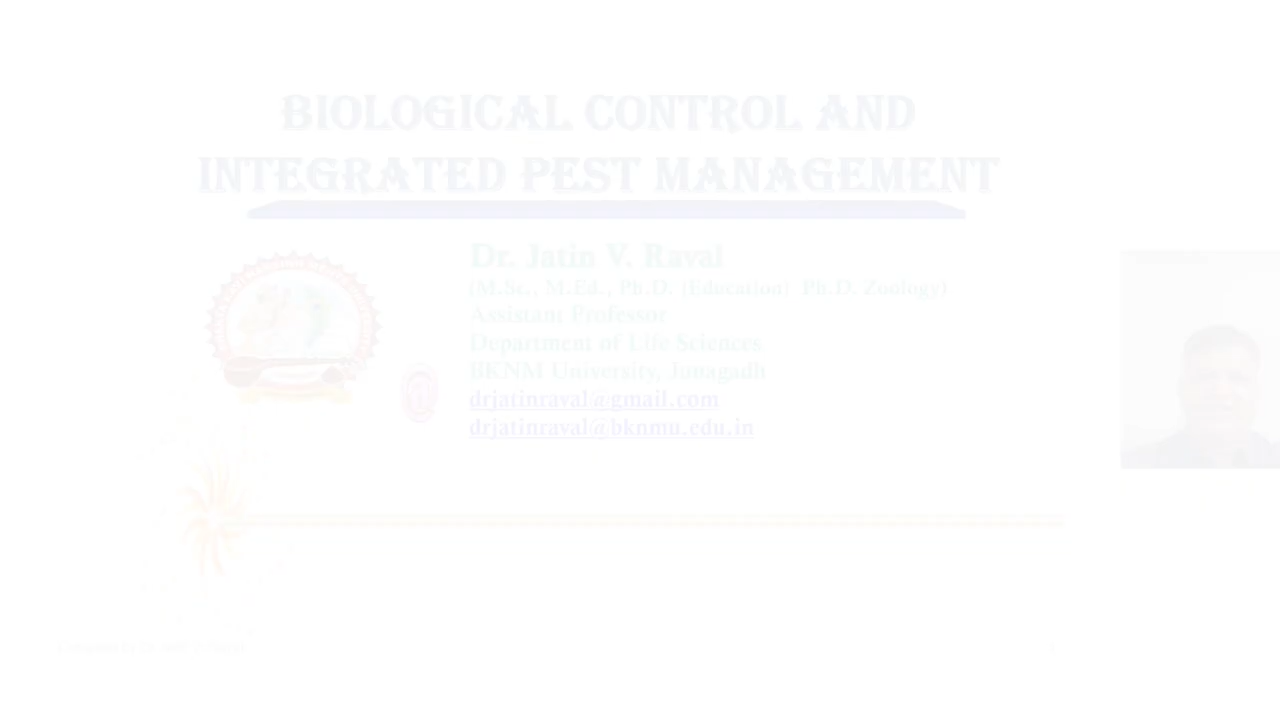 BIOLOGICAL CONTROL AND
INTEGRATED PEST MANAGEMENT
Dr. Jatin V. Raval
(M.Sc., M.Ed., Ph.D. (Education) Ph.D. Zoology)
Assistant Professor
Department of Life Sciences
BKNM University, Junagadh
drjatinraval@gmail.com
drjatinraval@bknmu.edu.in